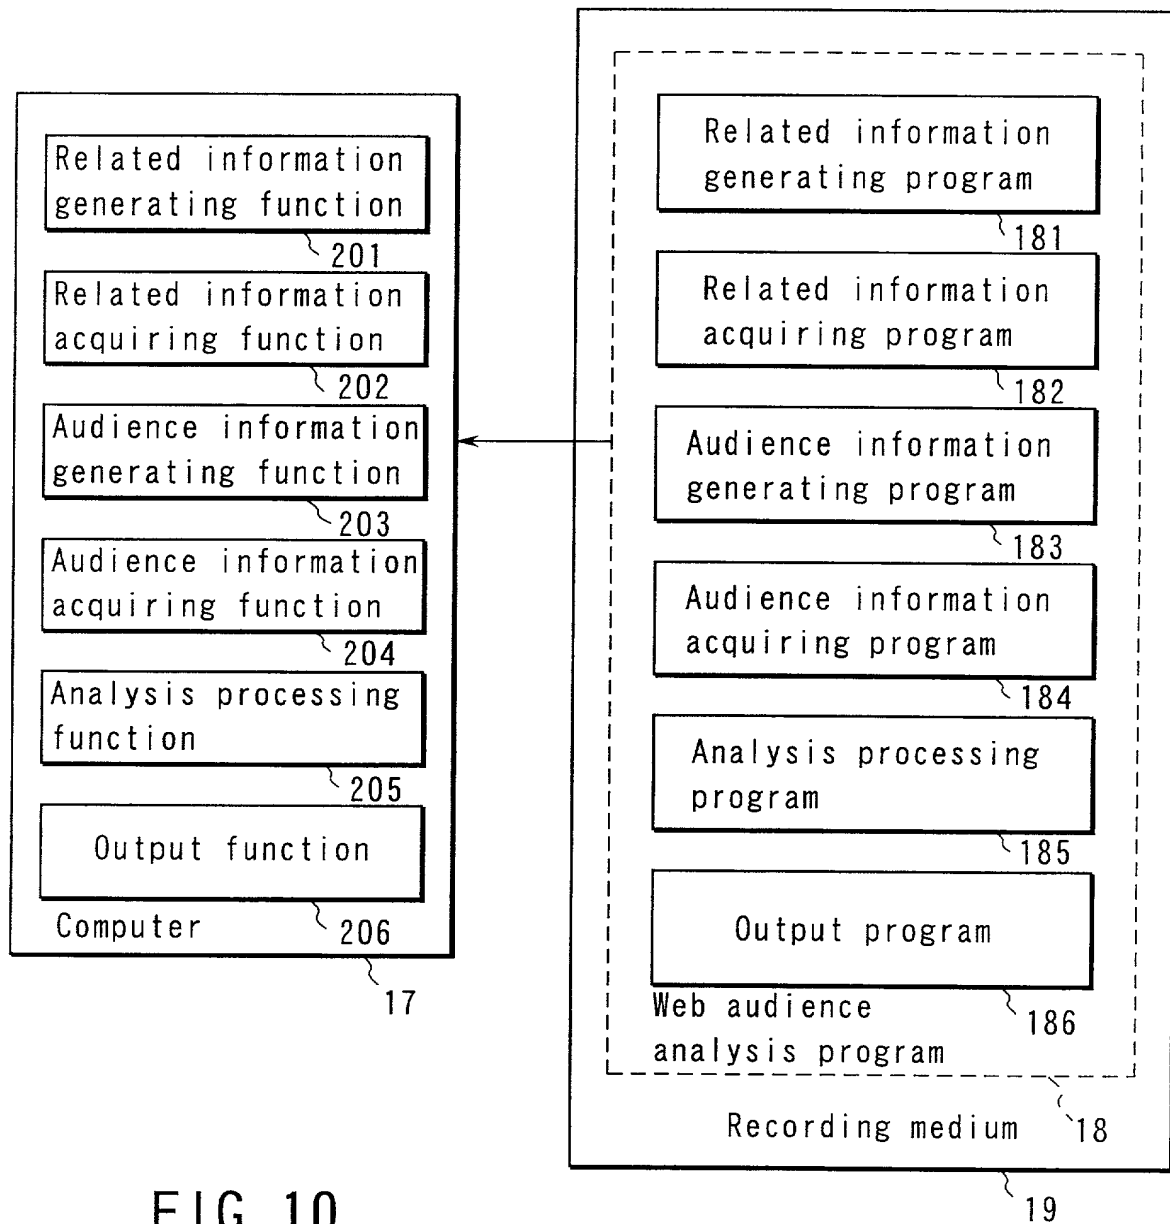 Related information
generating function
201
Related information
acquiring function
202
Audience information
generating function
203
Audience information
acquiring function
204
Analysis processing
function
205
Output function
206
Computer
17
Related information
generating program
181
Related information
acquiring program
182
Audience information
generating program
183
Audience information
acquiring program
184
Analysis processing
program
185
Output program
186
Web audience
analysis program
18
Recording medium
19
FIG. 10